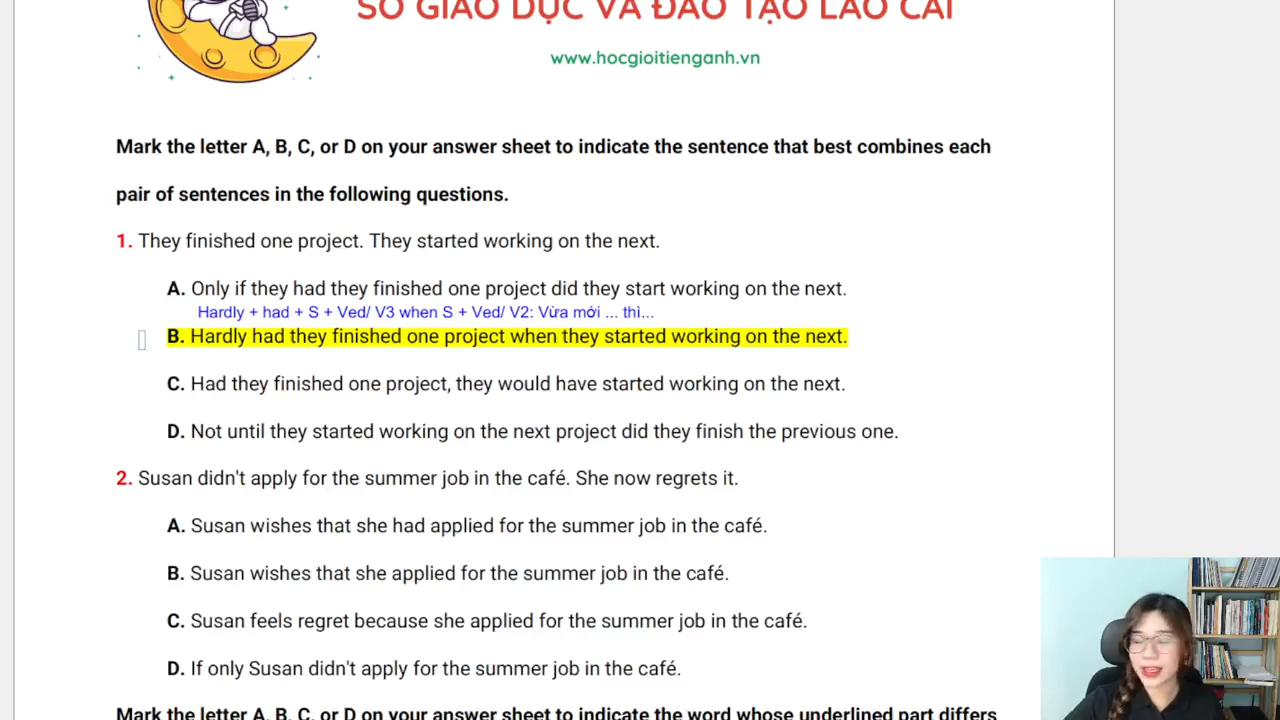 SỞ GIÁO DỤC VÀ ĐÀO TẠO LÀO CAI
www.hocgioitienganh.vn
Mark the letter A, B, C, or D on your answer sheet to indicate the sentence that best combines each
pair of sentences in the following questions.
1. They finished one project. They started working on the next.
A. Only if they had they finished one project did they start working on the next.
Hardly + had + S + Ved/ V3 when S + Ved/ V2: Vừa mới ... thì...
B. Hardly had they finished one project when they started working on the next.
C. Had they finished one project, they would have started working on the next.
D. Not until they started working on the next project did they finish the previous one.
2. Susan didn't apply for the summer job in the café. She now regrets it.
A. Susan wishes that she had applied for the summer job in the café.
B. Susan wishes that she applied for the summer job in the café.
C. Susan feels regret because she applied for the summer job in the café.
D. If only Susan didn't apply for the summer job in the café.
Mark the letter A, B, C, or D on your answer sheet to indicate the word whose underlined part differs